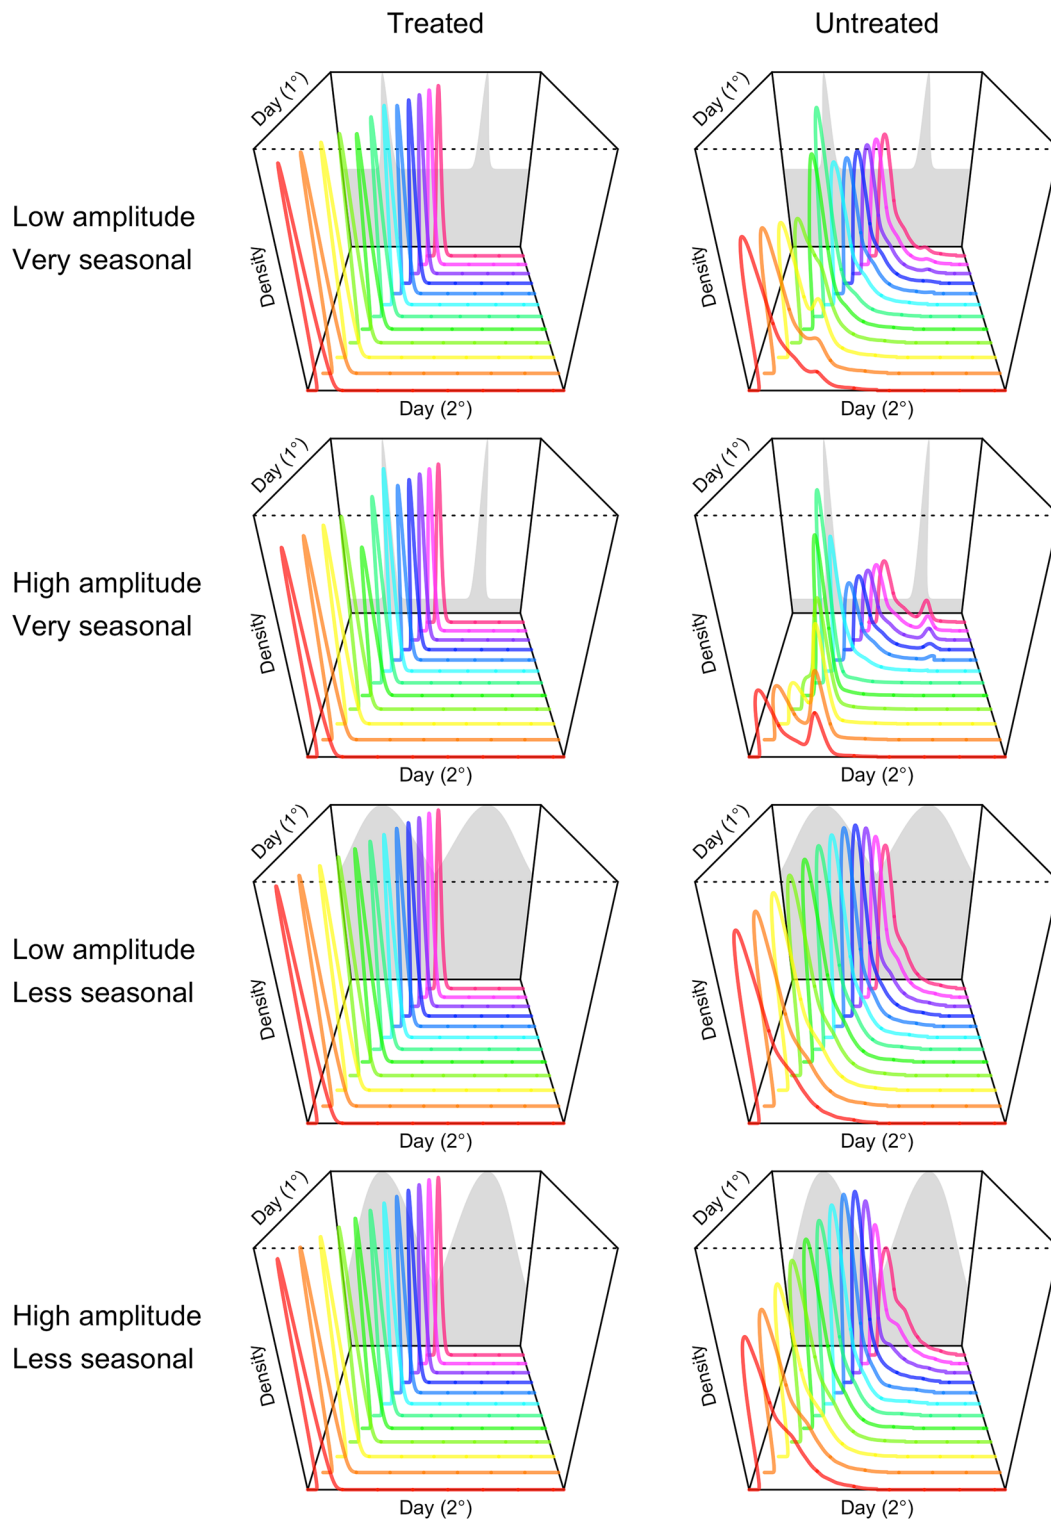 Treated Untreated
Day (1°) Day (1°)
Low amplitude
Very seasonal
Density Density
Day (2°) Day (2°)
Day (1°) Day (1°)
High amplitude
Very seasonal
Density Density
Day (2°) Day (2°)
Day (1°) Day (1°)
Low amplitude
Less seasonal
Density Density
Day (2°) Day (2°)
Day (1°) Day (1°)
High amplitude
Less seasonal
Density Density
Day (2°) Day (2°)